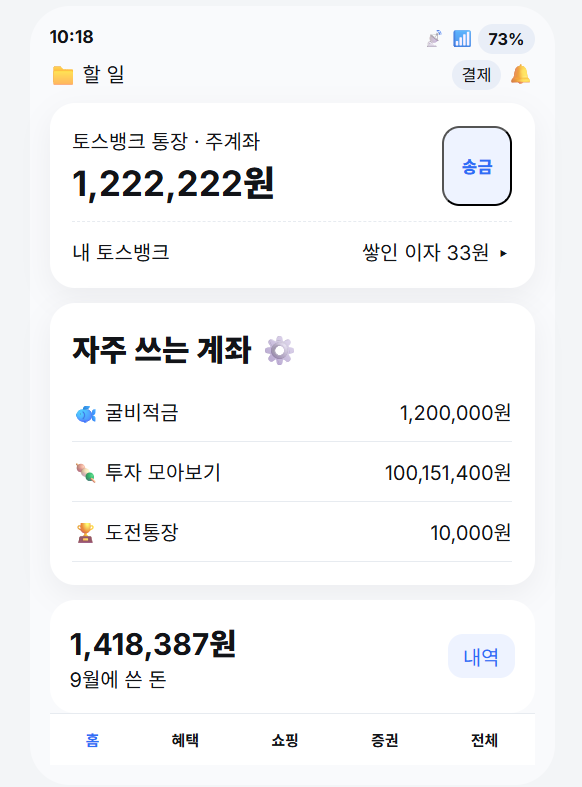 10:18 73%
할 일 결제
토스뱅크 통장 · 주계좌
1,222,222원
송금
내 토스뱅크 쌓인 이자 33원 ▸
자주 쓰는 계좌
굴비적금 1,200,000원
투자 모아보기 100,151,400원
도전통장 10,000원
1,418,387원
9월에 쓴 돈
내역
홈 혜택 쇼핑 증권 전체